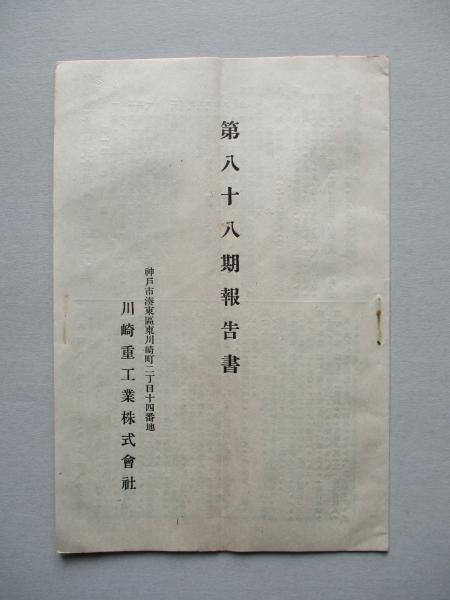 第八十八期報告書
神戸市湊東區東川崎町二丁目十四番地
川崎重工業株式會社